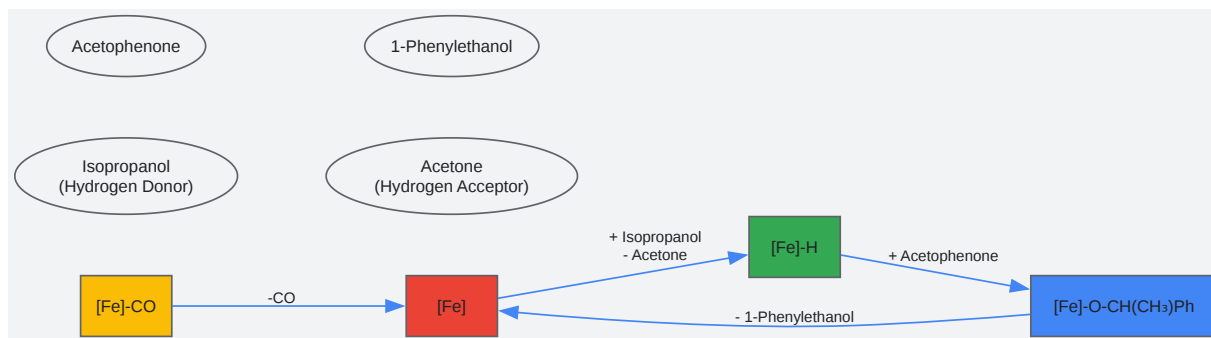 Acetophenone
1-Phenylethanol
Isopropanol
(Hydrogen Donor)
Acetone
(Hydrogen Acceptor)
+ Isopropanol
- Acetone
[Fe]-H
+ Acetophenone
[Fe]-CO
-CO
[Fe]
- 1-Phenylethanol
[Fe]-O-CH(CH₃)Ph